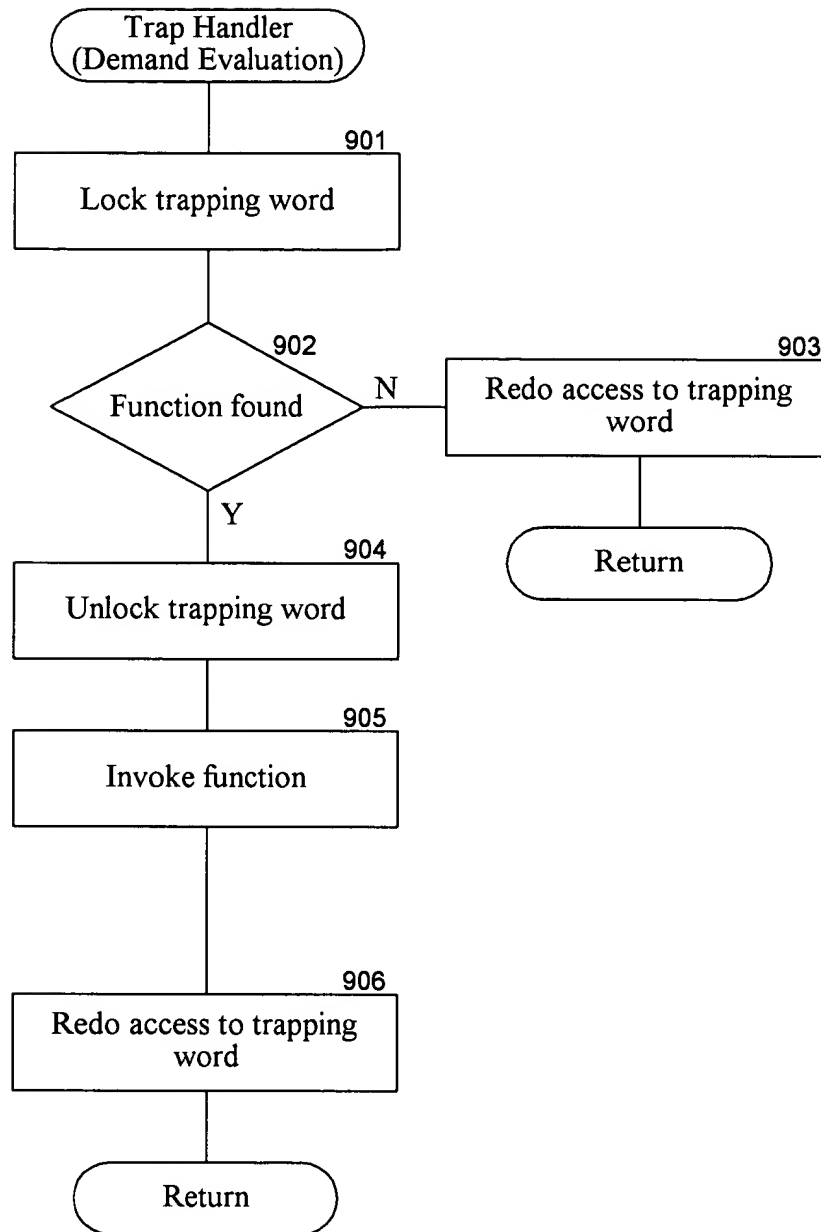 Trap Handler
(Demand Evaluation)
901
Lock trapping word
902
Function found
N
903
Redo access to trapping
word
Return
Y
904
Unlock trapping word
905
Invoke function
906
Redo access to trapping
word
Return